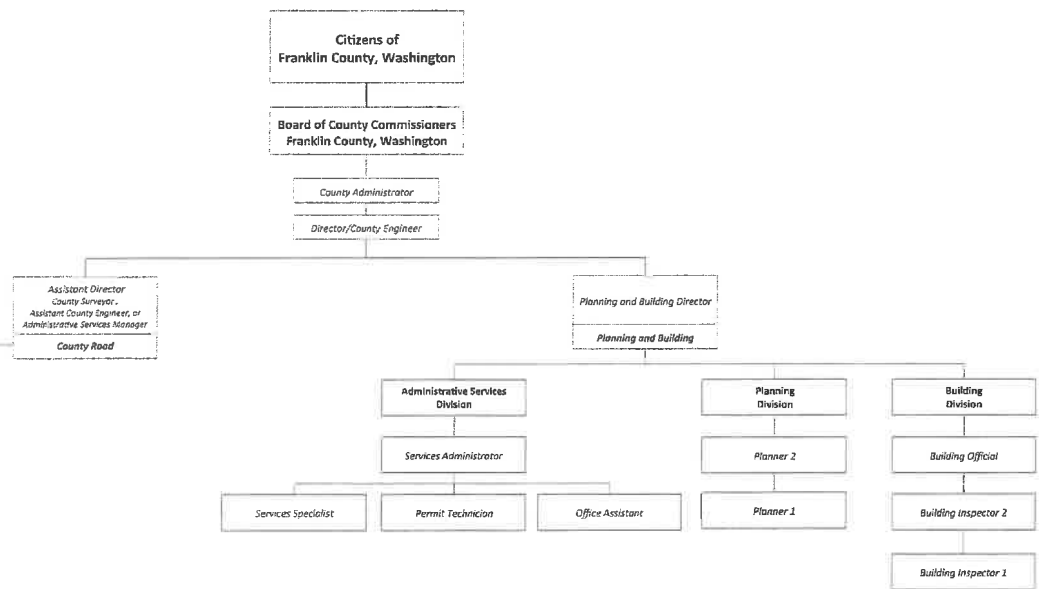 Citizens of
Franklin County, Washington
Board of County Commissioners
Franklin County, Washington
County Administrator
Director/County Engineer
Assistant Director
County Surveyor,
Assistant County Engineer, or
Administrative Services Manager
County Road
Planning and Building Director
Planning and Building
Administrative Services
Division
Planning
Division
Building
Division
Services Administrator
Planner 2
Building Official
Services Specialist
Permit Technician
Office Assistant
Planner 1
Building Inspector 2
Building Inspector 1